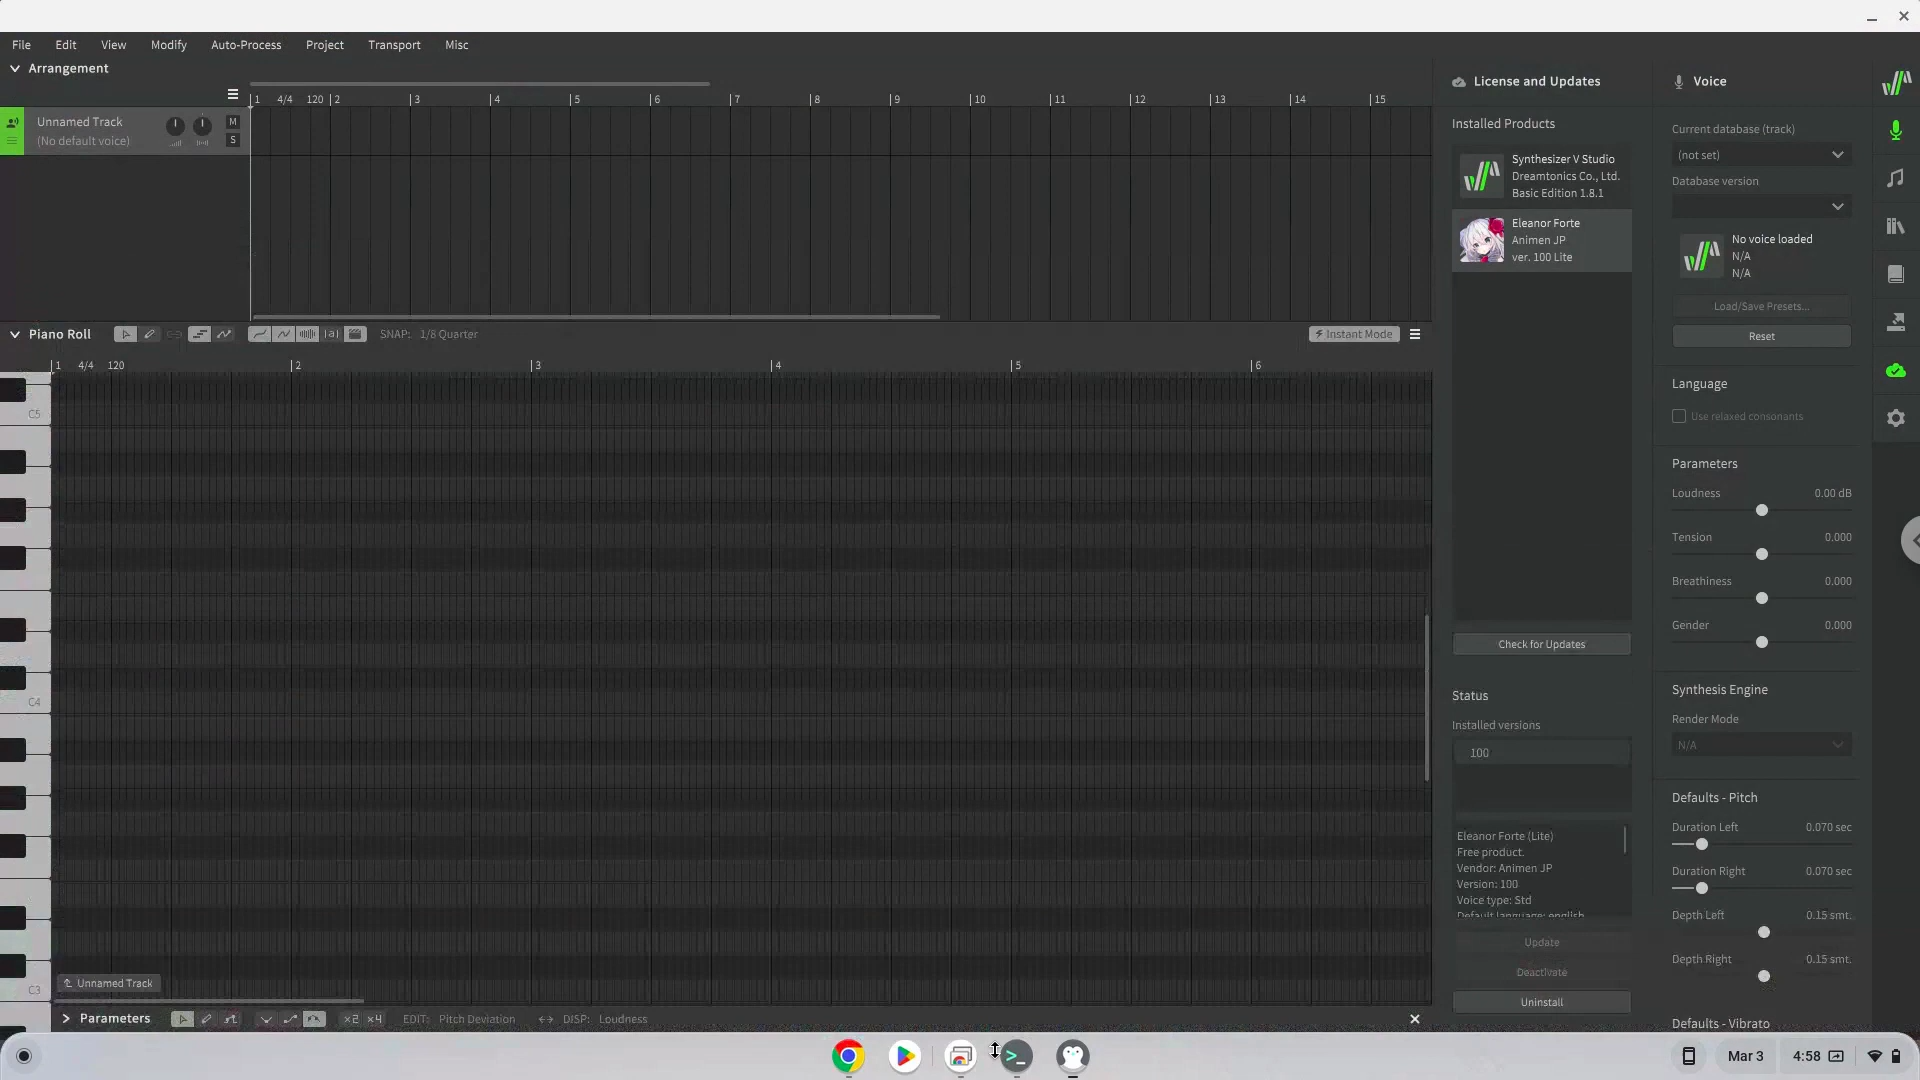 File Edit View Modify Auto-Process Project Transport Misc
Arrangement
1 4/4 120 2 3 4 5 6 7 8 9 10 11 12 13 14 15
Unnamed Track
(No default voice)
M
S
Piano Roll
SNAP: 1/8 Quarter
Instant Mode
1 4/4 120 2 3 4 5 6
C5
C4
C3
Unnamed Track
Parameters
x2 x4
EDIT: Pitch Deviation
DISP: Loudness
License and Updates
Installed Products
Synthesizer V Studio
Dreamtonics Co., Ltd.
Basic Edition 1.8.1
Eleanor Forte
Animen JP
ver. 100 Lite
Check for Updates
Status
Installed versions
100
Eleanor Forte (Lite)
Free product.
Vendor: Animen JP
Version: 100
Voice type: Std
Default language: english
Update
Deactivate
Uninstall
Voice
Current database (track)
(not set)
Database version
No voice loaded
N/A
N/A
Load/Save Presets...
Reset
Language
Use relaxed consonants
Parameters
Loudness 0.00 dB
Tension 0.000
Breathiness 0.000
Gender 0.000
Synthesis Engine
Render Mode
N/A
Defaults - Pitch
Duration Left 0.070 sec
Duration Right 0.070 sec
Depth Left 0.15 smt.
Depth Right 0.15 smt.
Defaults - Vibrato
Mar 3 4:58